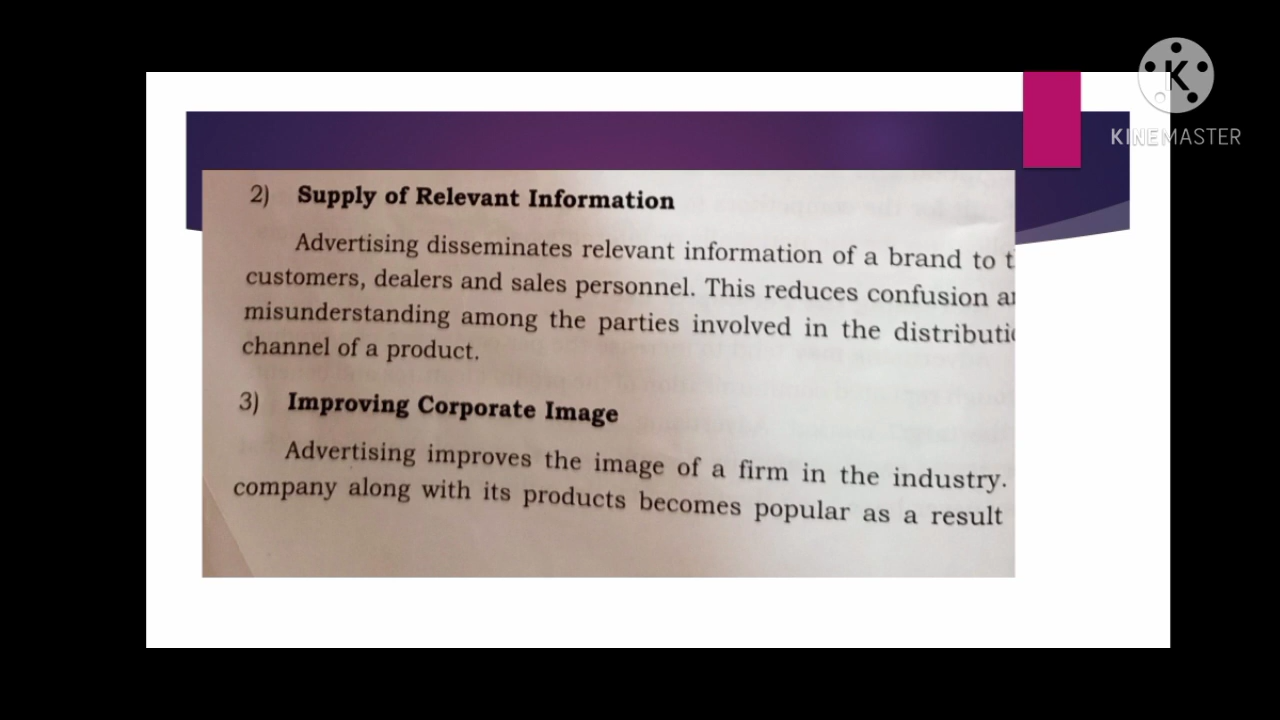 KINEMASTER
2) Supply of Relevant Information
Advertising disseminates relevant information of a brand to
customers, dealers and sales personnel. This reduces confusion
misunderstanding among the parties involved in the
channel of a product.
3) Improving Corporate Image
Advertising improves the image of a firm in the industry.
company along with its products becomes popular as a result